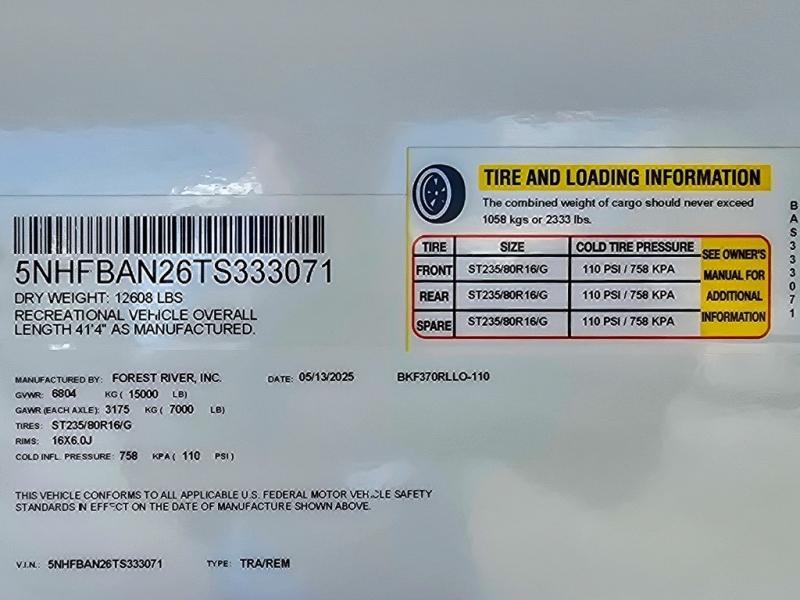 5NHFBAN26TS333071
DRY WEIGHT: 12608 LBS
RECREATIONAL VEHICLE OVERALL
LENGTH 41'4" AS MANUFACTURED.
TIRE AND LOADING INFORMATION
The combined weight of cargo should never exceed
1058 kgs or 2333 lbs.
TIRE SIZE COLD TIRE PRESSURE
FRONT ST235/80R16/G 110 PSI / 758 KPA
REAR ST235/80R16/G 110 PSI / 758 KPA
SPARE ST235/80R16/G 110 PSI / 758 KPA
SEE OWNER'S
MANUAL FOR
ADDITIONAL
INFORMATION
BAS333071
MANUFACTURED BY: FOREST RIVER, INC. DATE: 05/13/2025 BKF370RLLO-110
GVWR: 6804 KG ( 15000 LB)
GAWR (EACH AXLE): 3175 KG ( 7000 LB)
TIRES: ST235/80R16/G
RIMS: 16X6.0J
COLD INFL. PRESSURE: 758 KPA ( 110 PSI )
THIS VEHICLE CONFORMS TO ALL APPLICABLE U.S. FEDERAL MOTOR VEHICLE SAFETY
STANDARDS IN EFFECT ON THE DATE OF MANUFACTURE SHOWN ABOVE.
V.I.N.: 5NHFBAN26TS333071 TYPE: TRA/REM